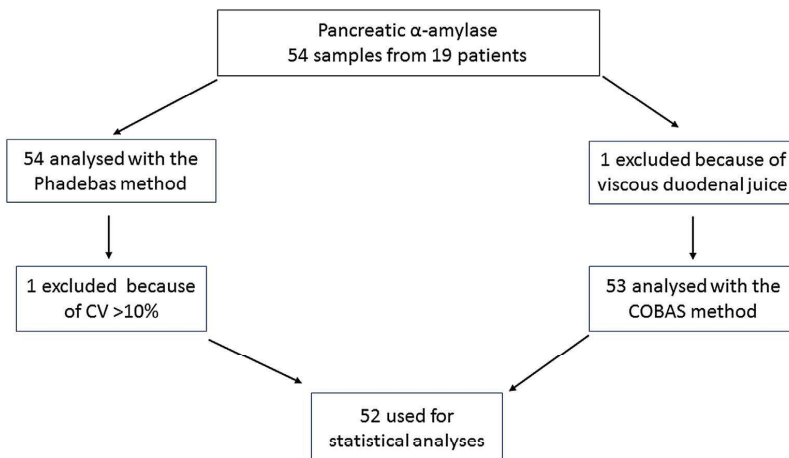 Pancreatic α-amylase
54 samples from 19 patients
54 analysed with the
Phadebas method
1 excluded because of
viscous duodenal juice
1 excluded because
of CV >10%
53 analysed with the
COBAS method
52 used for
statistical analyses